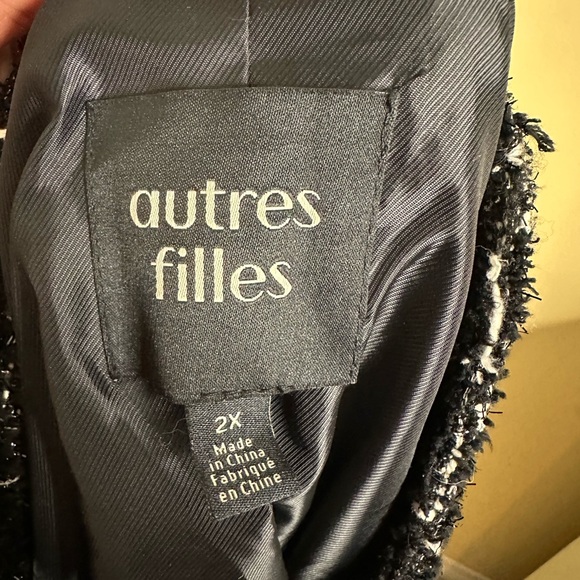 autres
filles
2X
Made
in China
Fabriqué
en Chine